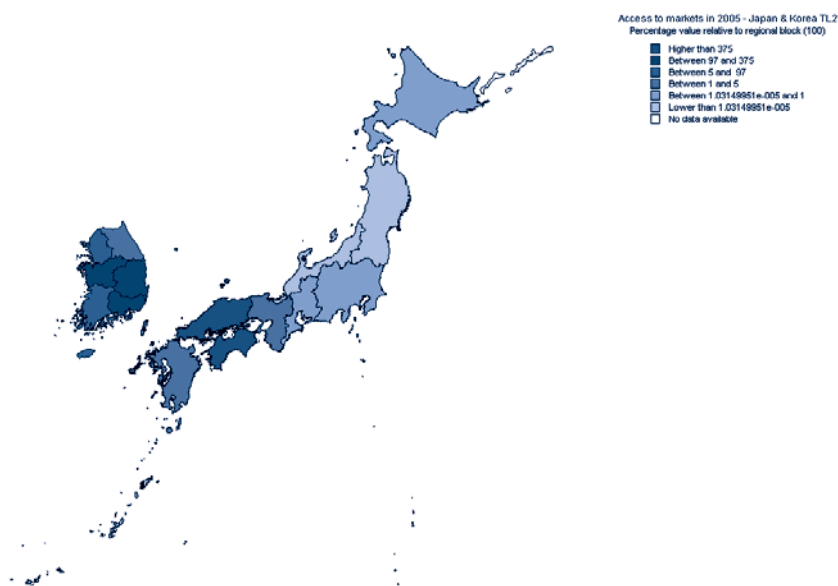 Access to markets in 2005 - Japan & Korea TL2
Percentage value relative to regional block (100)
Higher than 375
Between 97 and 375
Between 5 and 97
Between 1 and 5
Between 1.03149951e-005 and 1
Lower than 1.03149951e-005
No data available